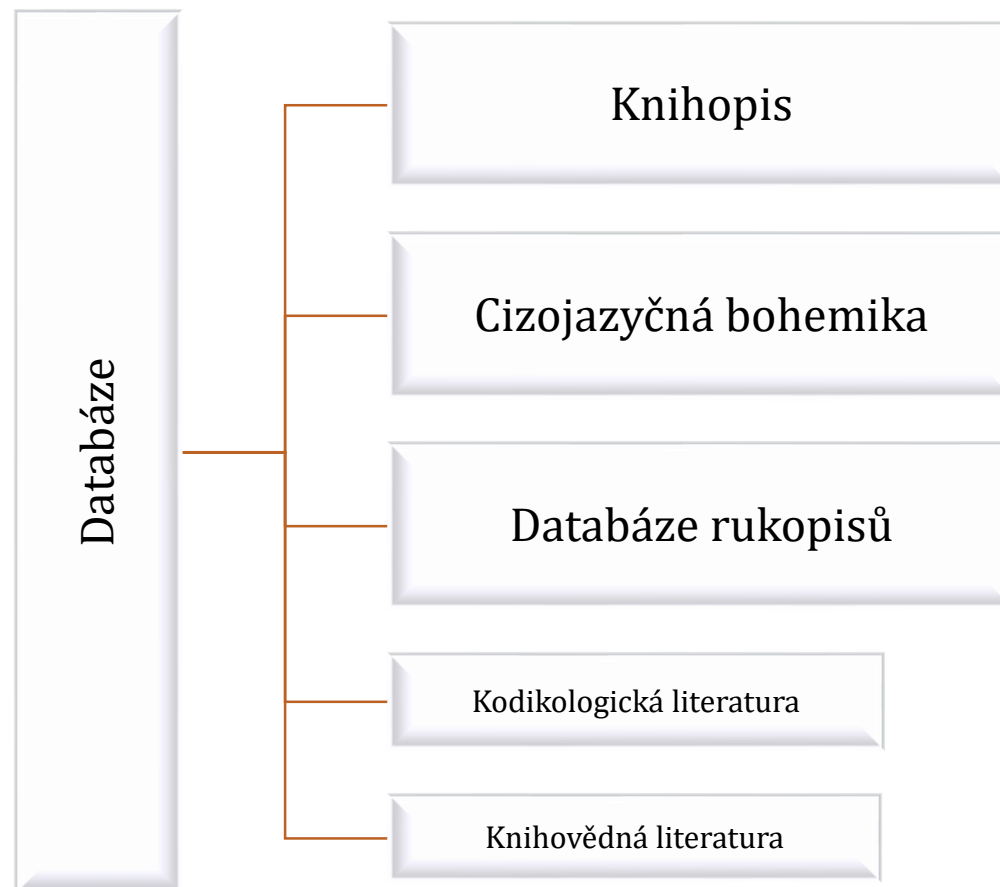 Databáze
Knihopis
Cizojazyčná bohemika
Databáze rukopisů
Kodikologická literatura
Knihovědná literatura